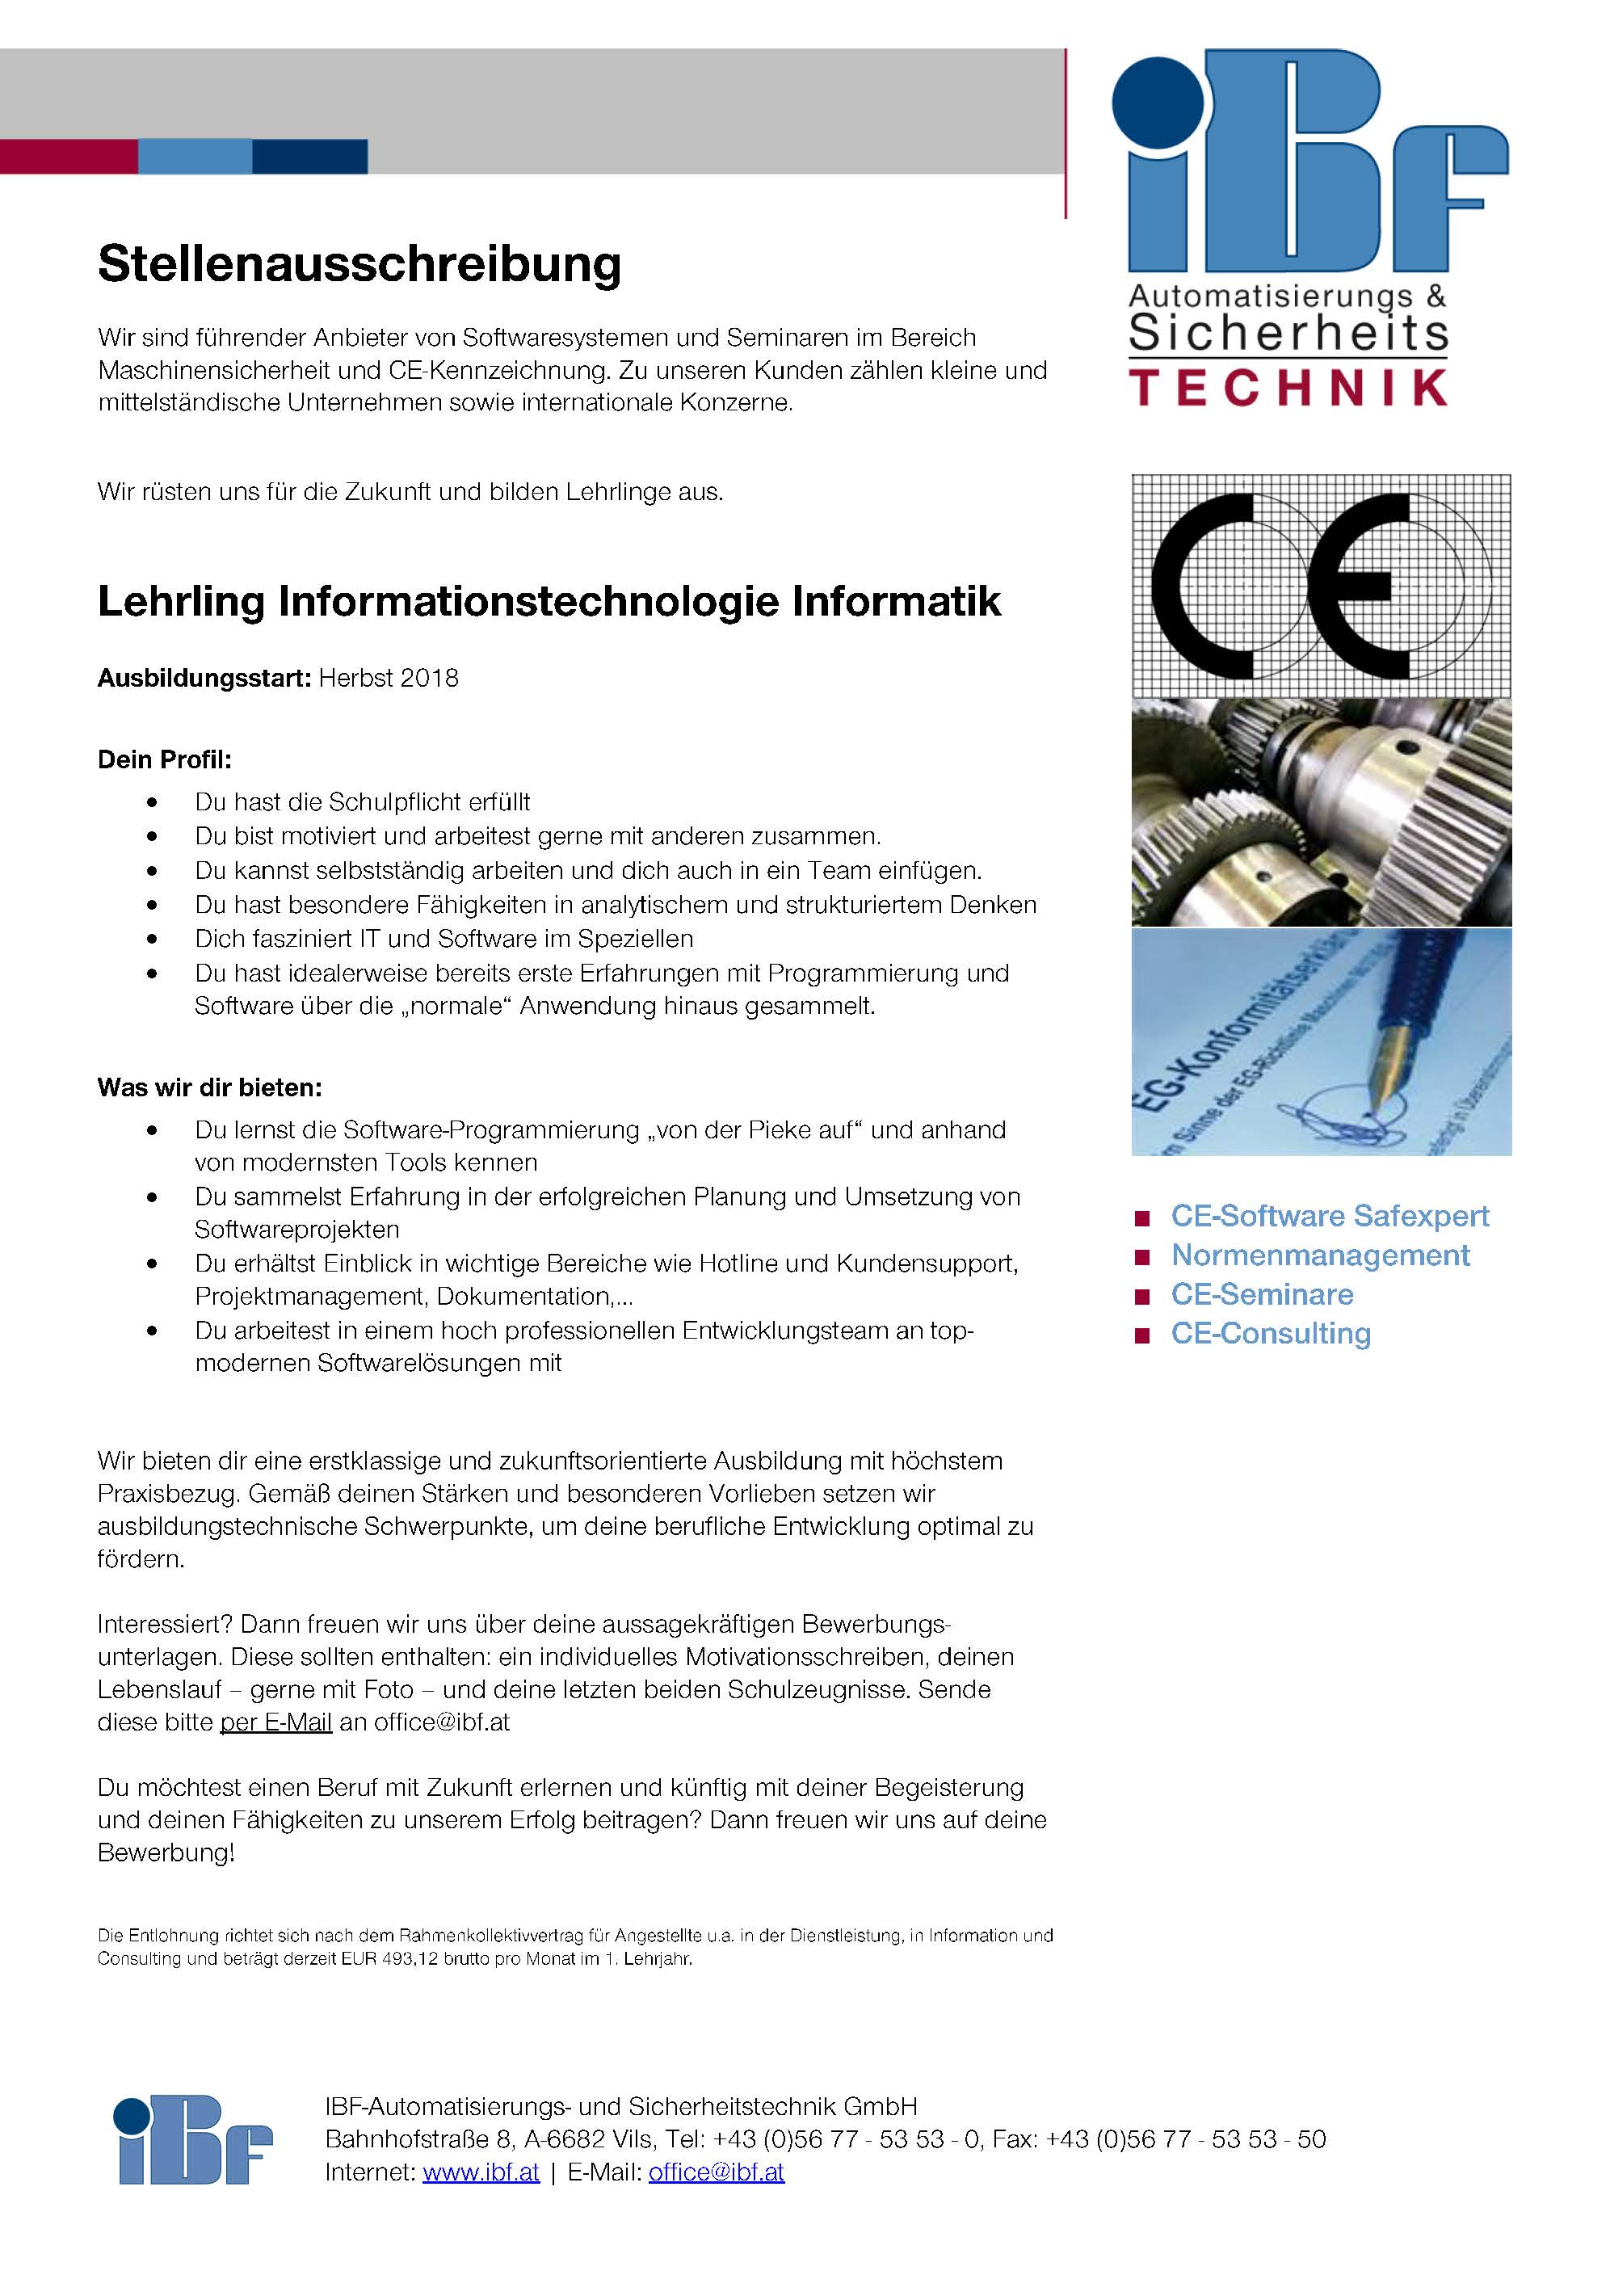 iBf
Automatisierungs &
Sicherheits
TECHNIK
Stellenausschreibung
Wir sind führender Anbieter von Softwaresystemen und Seminaren im Bereich
Maschinensicherheit und CE-Kennzeichnung. Zu unseren Kunden zählen kleine und
mittelständische Unternehmen sowie internationale Konzerne.
Wir rüsten uns für die Zukunft und bilden Lehrlinge aus.
Lehrling Informationstechnologie Informatik
Ausbildungsstart: Herbst 2018
Dein Profil:
• Du hast die Schulpflicht erfüllt
• Du bist motiviert und arbeitest gerne mit anderen zusammen.
• Du kannst selbstständig arbeiten und dich auch in ein Team einfügen.
• Du hast besondere Fähigkeiten in analytischem und strukturiertem Denken
• Dich fasziniert IT und Software im Speziellen
• Du hast idealerweise bereits erste Erfahrungen mit Programmierung und
Software über die „normale“ Anwendung hinaus gesammelt.
Was wir dir bieten:
• Du lernst die Software-Programmierung „von der Pieke auf“ und anhand
von modernsten Tools kennen
• Du sammelst Erfahrung in der erfolgreichen Planung und Umsetzung von
Softwareprojekten
• Du erhältst Einblick in wichtige Bereiche wie Hotline und Kundensupport,
Projektmanagement, Dokumentation,...
• Du arbeitest in einem hoch professionellen Entwicklungsteam an top-
modernen Softwarelösungen mit
Wir bieten dir eine erstklassige und zukunftsorientierte Ausbildung mit höchstem
Praxisbezug. Gemäß deinen Stärken und besonderen Vorlieben setzen wir
ausbildungstechnische Schwerpunkte, um deine berufliche Entwicklung optimal zu
fördern.
Interessiert? Dann freuen wir uns über deine aussagekräftigen Bewerbungs-
unterlagen. Diese sollten enthalten: ein individuelles Motivationsschreiben, deinen
Lebenslauf – gerne mit Foto – und deine letzten beiden Schulzeugnisse. Sende
diese bitte per E-Mail an office@ibf.at
Du möchtest einen Beruf mit Zukunft erlernen und künftig mit deiner Begeisterung
und deinen Fähigkeiten zu unserem Erfolg beitragen? Dann freuen wir uns auf deine
Bewerbung!
Die Entlohnung richtet sich nach dem Rahmenkollektivvertrag für Angestellte u.a. in der Dienstleistung, in Information und
Consulting und beträgt derzeit EUR 493,12 brutto pro Monat im 1. Lehrjahr.
CE
EG-Konformitätserklär
m Sinne der EG-Richtlinie Maschinen
■ CE-Software Safexpert
■ Normenmanagement
■ CE-Seminare
■ CE-Consulting
iBf
IBF-Automatisierungs- und Sicherheitstechnik GmbH
Bahnhofstraße 8, A-6682 Vils, Tel: +43 (0)56 77 - 53 53 - 0, Fax: +43 (0)56 77 - 53 53 - 50
Internet: www.ibf.at | E-Mail: office@ibf.at